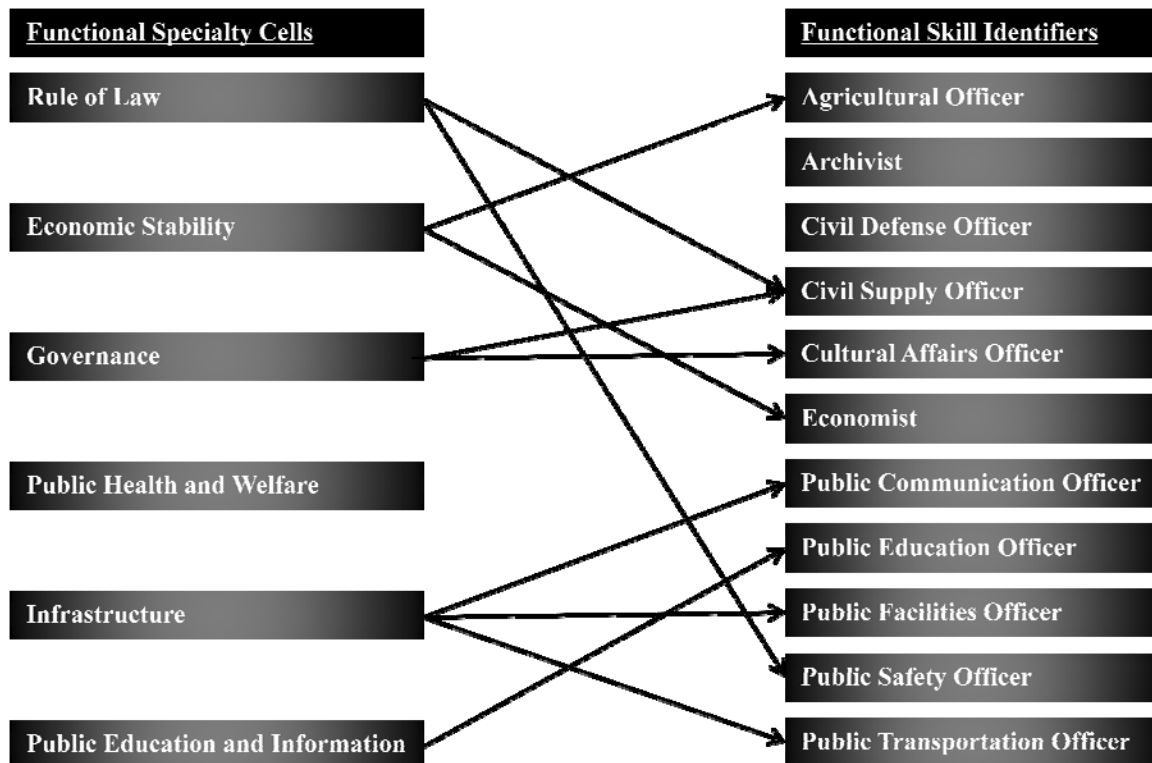 Functional Specialty Cells
Rule of Law
Economic Stability
Governance
Public Health and Welfare
Infrastructure
Public Education and Information
Functional Skill Identifiers
Agricultural Officer
Archivist
Civil Defense Officer
Civil Supply Officer
Cultural Affairs Officer
Economist
Public Communication Officer
Public Education Officer
Public Facilities Officer
Public Safety Officer
Public Transportation Officer